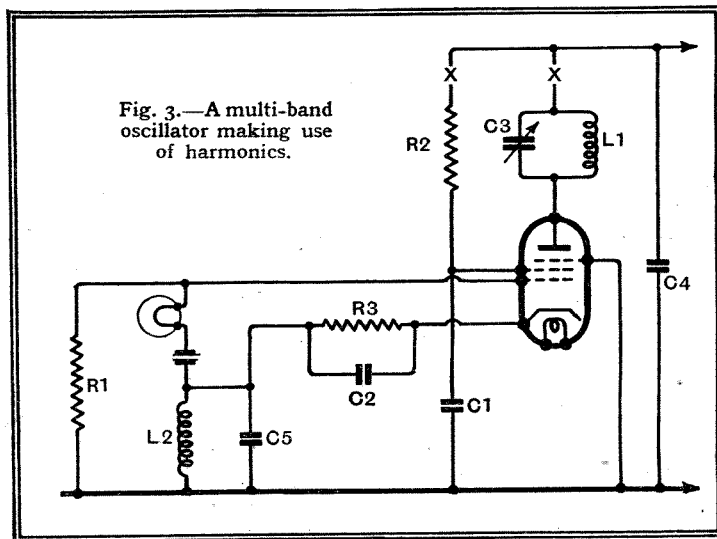 Fig. 3.—A multi-band
oscillator making use
of harmonics.
X
X
R2
C3
L1
C4
R3
R1
C2
C1
L2
C5